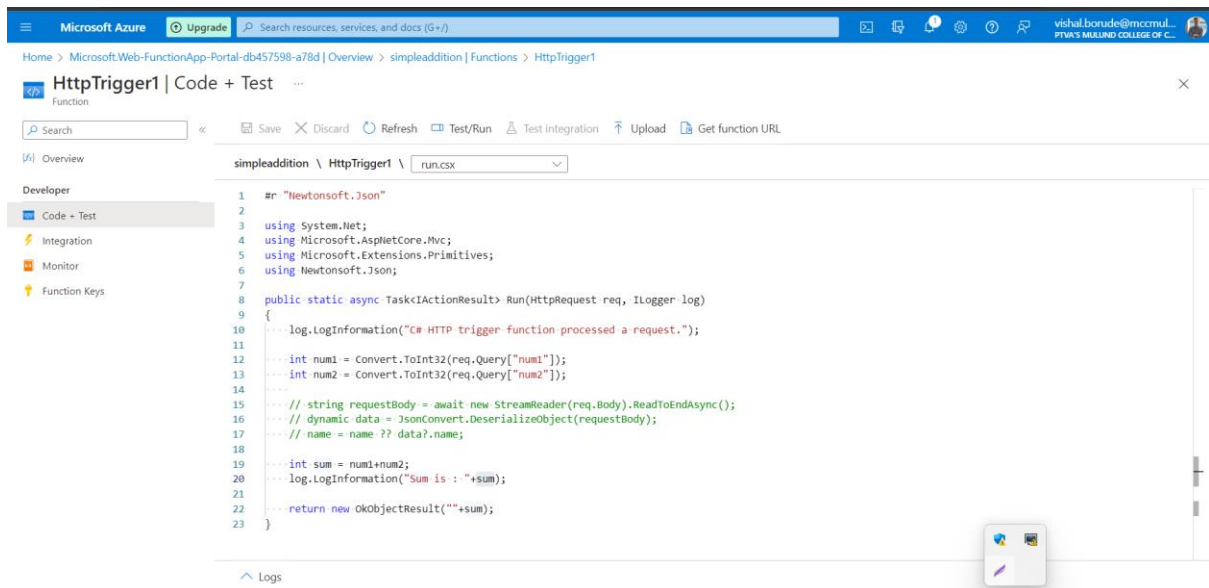 Microsoft Azure
Upgrade
Search resources, services, and docs (G+/)
vishal.borude@mccmul...
PTVA'S MULUND COLLEGE OF C...
Home > Microsoft.Web-FunctionApp-Portal-db457598-a78d | Overview > simpleaddition | Functions > HttpTrigger1
HttpTrigger1 | Code + Test ...
Function
Search
Save Discard Refresh Test/Run Test integration Upload Get function URL
Overview
Developer
Code + Test
Integration
Monitor
Function Keys
simpleaddition \ HttpTrigger1 \ run.csx
1 #r "Newtonsoft.Json"
2
3 using System.Net;
4 using Microsoft.AspNetCore.Mvc;
5 using Microsoft.Extensions.Primitives;
6 using Newtonsoft.Json;
7
8 public static async Task<IActionResult> Run(HttpRequest req, ILogger log)
9 {
10 log.LogInformation("C# HTTP trigger function processed a request.");
11
12 int num1 = Convert.ToInt32(req.Query["num1"]);
13 int num2 = Convert.ToInt32(req.Query["num2"]);
14
15 // string requestBody = await new StreamReader(req.Body).ReadToEndAsync();
16 // dynamic data = JsonConvert.DeserializeObject(requestBody);
17 // name = name ?? data?.name;
18
19 int sum = num1+num2;
20 log.LogInformation("Sum is : "+sum);
21
22 return new OkObjectResult(""+sum);
23 }
Logs